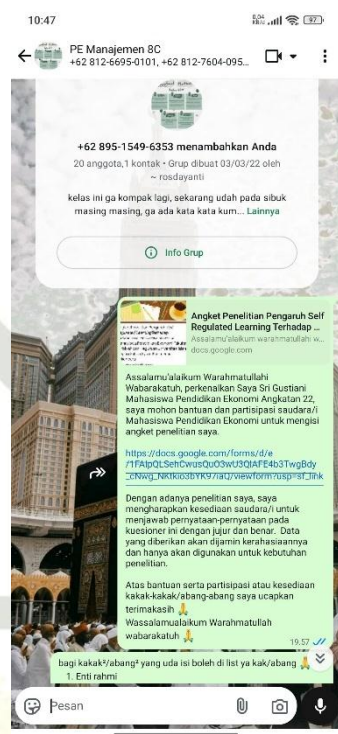 10:47
97
PE Manajemen 8C
+62 812-6695-0101, +62 812-7604-095...
+62 895-1549-6353 menambahkan Anda
20 anggota,1 kontak • Grup dibuat 03/03/22 oleh
~ rosdayanti
kelas ini ga kompak lagi, sekarang udah pada sibuk
masing masing, ga ada kata kata kum... Lainnya
Info Grup
Angket Penelitian Pengaruh Self
Regulated Learning Terhadap ...
Assalamu'alaikum warahmatullahi w...
docs.google.com
Assalamu'alaikum Warahmatullahi
Wabarakatuh, perkenalkan Saya Sri Gustiani
Mahasiswa Pendidikan Ekonomi Angkatan 22,
saya mohon bantuan dan partisipasi saudara/i
Mahasiswa Pendidikan Ekonomi untuk mengisi
angket penelitian saya.
https://docs.google.com/forms/d/e
Dengan adanya penelitian saya, saya
mengharapkan kesediaan saudara/i untuk
menjawab pernyataan-pernyataan pada
kuesioner ini dengan jujur dan benar. Data
yang diberikan akan dijamin kerahasiaannya
dan hanya akan digunakan untuk kebutuhan
penelitian.
Atas bantuan serta partisipasi atau kesediaan
kakak-kakak/abang-abang saya ucapkan
terimakasih 🙏
Wassalamualaikum Warahmatullah
wabarakatuh 🙏
19.57
bagi kakak²/abang² yang uda isi boleh di list ya kak/abang 🙏
1. Enti rahmi
Pesan